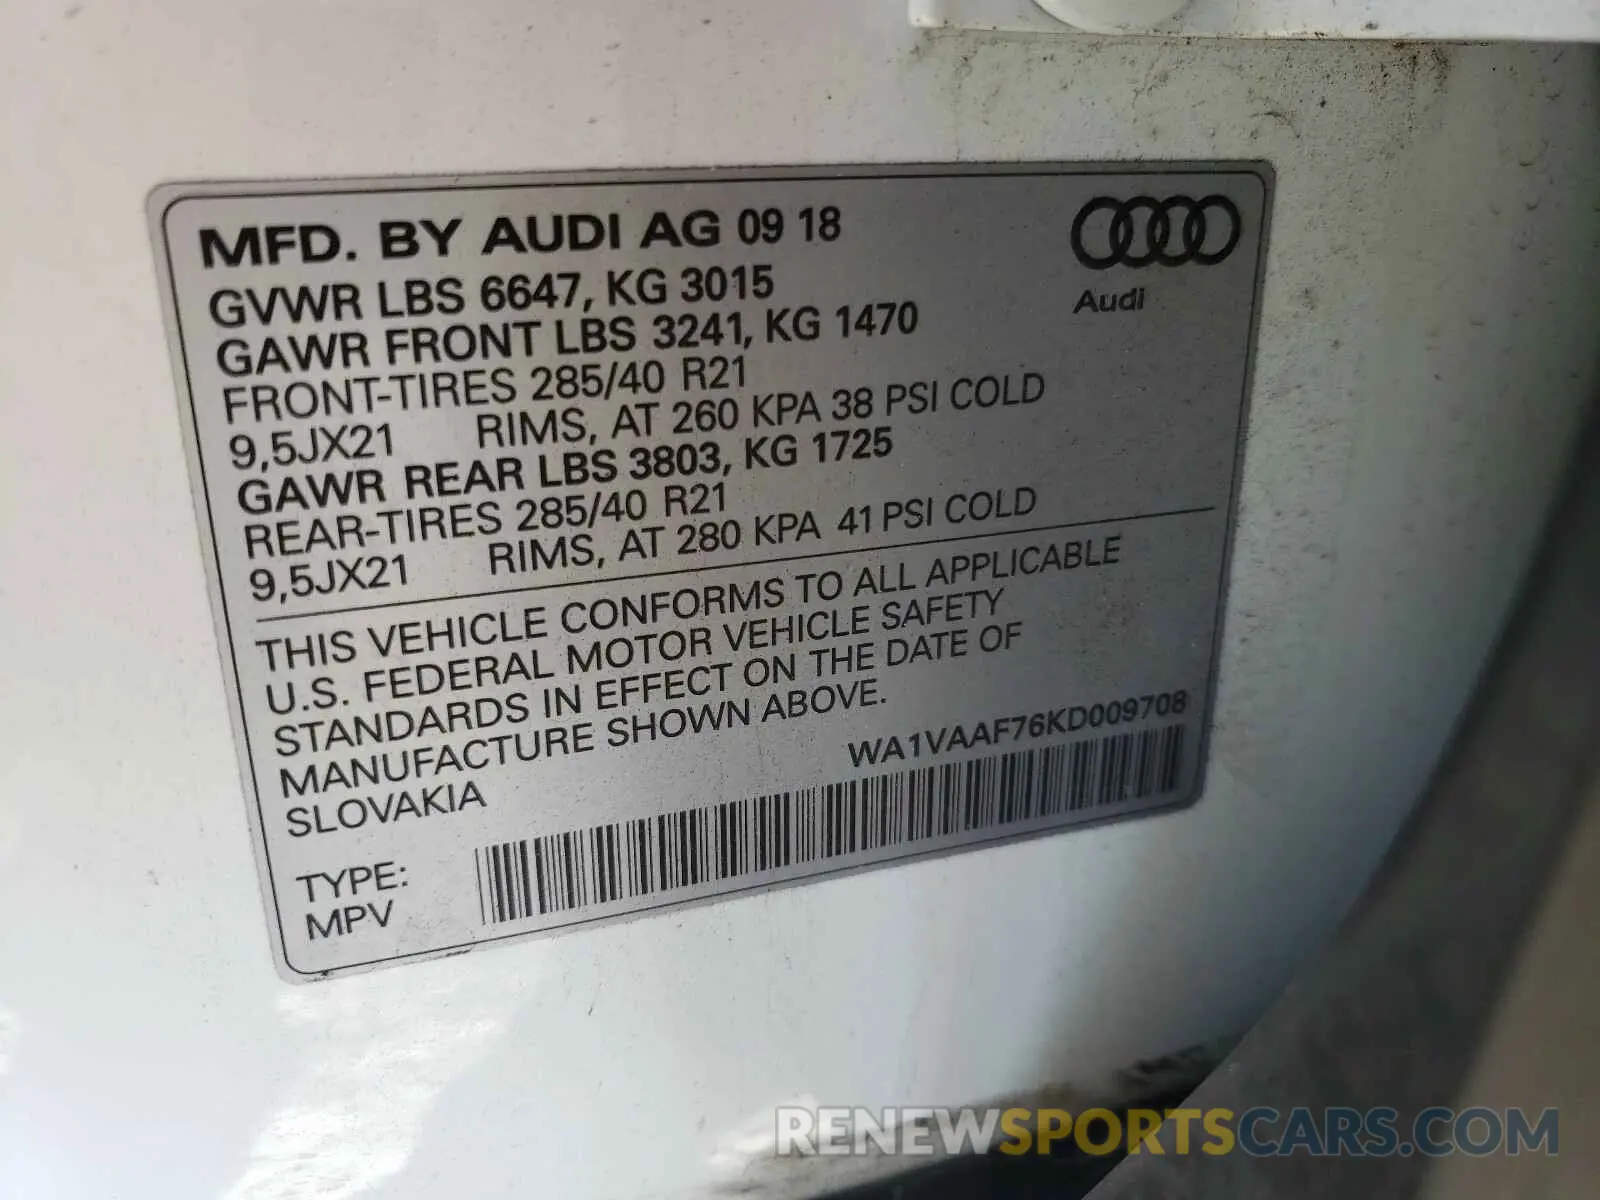 MFD. BY AUDI AG 09 18
GVWR LBS 6647, KG 3015
GAWR FRONT LBS 3241, KG 1470
FRONT-TIRES 285/40 R21
9,5JX21 RIMS, AT 260 KPA 38 PSI COLD
GAWR REAR LBS 3803, KG 1725
REAR-TIRES 285/40 R21
9,5JX21 RIMS, AT 280 KPA 41 PSI COLD
Audi
THIS VEHICLE CONFORMS TO ALL APPLICABLE
U.S. FEDERAL MOTOR VEHICLE SAFETY
STANDARDS IN EFFECT ON THE DATE OF
MANUFACTURE SHOWN ABOVE.
SLOVAKIA
WA1VAAF76KD009708
TYPE:
MPV
RENEWSPORTSCARS.COM